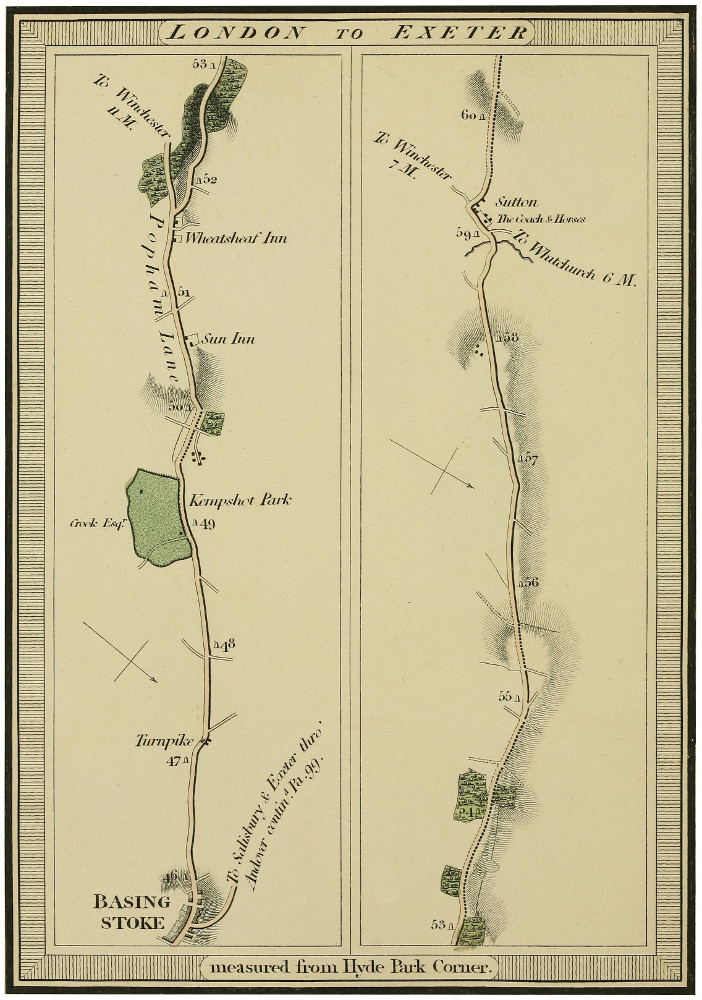 LONDON TO EXETER
53
To Winchester
11 M.
52
Wheatsheaf Inn
Popham Lane
51
Sun Inn
50
Kempshot Park
Crook Esqr.
49
48
Turnpike
47
To Salisbury & Exeter thro'
Andover contind. Pa. 99.
46
BASING
STOKE
60
To Winchester
7 M.
Sutton
The Coach & Horses
59
To Whitchurch 6 M.
58
57
56
55
54
53
measured from Hyde Park Corner.